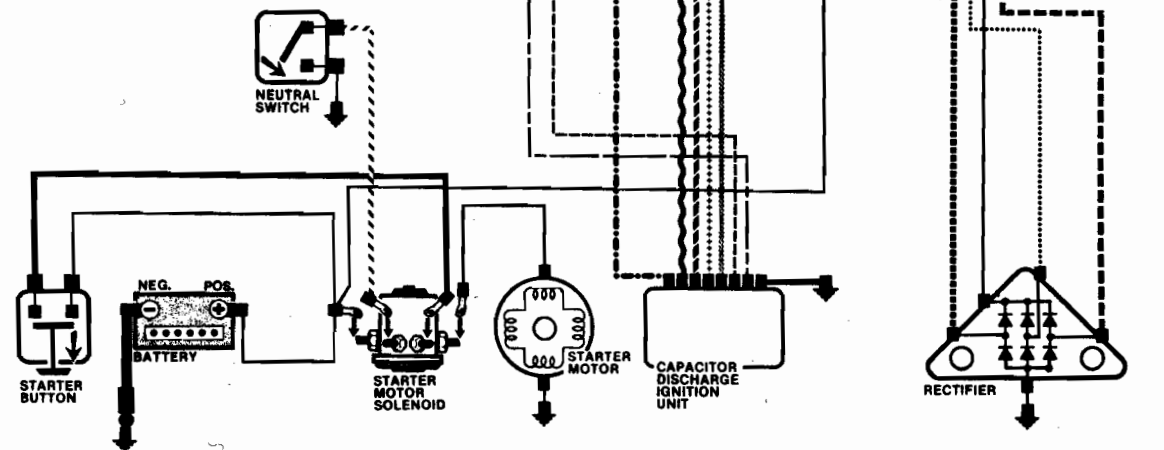 NEUTRAL
SWITCH
NEG. POS.
BATTERY
STARTER
BUTTON
STARTER
MOTOR
SOLENOID
STARTER
MOTOR
CAPACITOR
DISCHARGE
IGNITION
UNIT
RECTIFIER